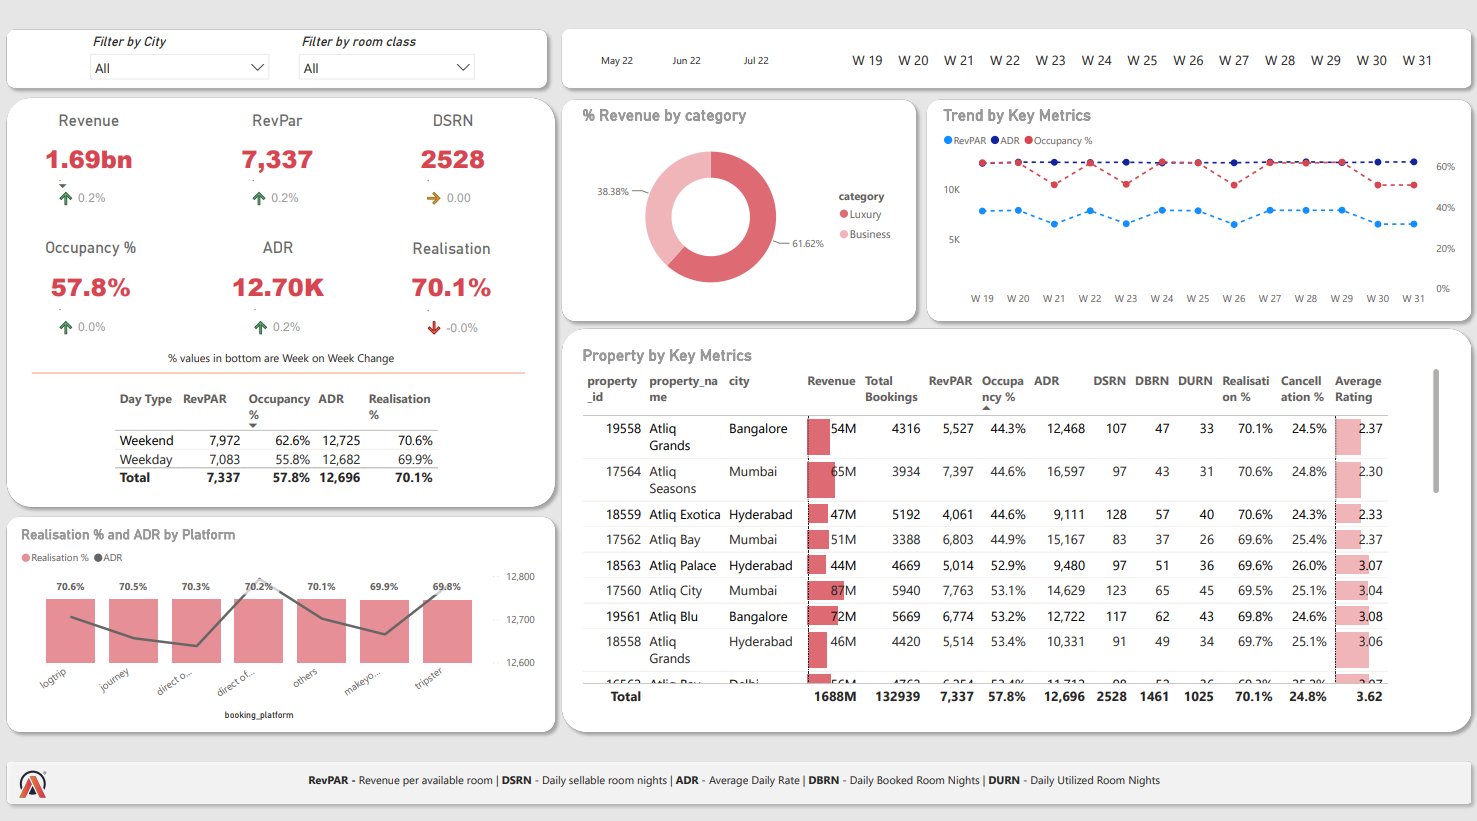 Filter by City
Filter by room class
All
All
May 22 Jun 22 Jul 22 W 19 W 20 W 21 W 22 W 23 W 24 W 25 W 26 W 27 W 28 W 29 W 30 W 31
Revenue RevPar DSRN
1.69bn 7,337 2528
0.2% 0.2% 0.00
Occupancy % ADR Realisation
57.8% 12.70K 70.1%
0.0% 0.2% -0.0%
% values in bottom are Week on Week Change
Day Type RevPAR Occupancy % ADR Realisation %
Weekend 7,972 62.6% 12,725 70.6%
Weekday 7,083 55.8% 12,682 69.9%
Total 7,337 57.8% 12,696 70.1%
Realisation % and ADR by Platform
Realisation % ADR
70.6% 70.5% 70.3% 70.2% 70.1% 69.9% 69.8%
12,800
12,700
12,600
logtrip journey direct o... direct of... others makeyo... tripster
booking_platform
% Revenue by category
38.38%
61.62%
category
Luxury
Business
Trend by Key Metrics
RevPAR ADR Occupancy %
10K
5K
60%
40%
20%
0%
W 19 W 20 W 21 W 22 W 23 W 24 W 25 W 26 W 27 W 28 W 29 W 30 W 31
Property by Key Metrics
property_id property_name city Revenue Total Bookings RevPAR Occupancy % ADR DSRN DBRN DURN Realisation % Cancellation % Average Rating
19558 Atliq Grands Bangalore 54M 4316 5,527 44.3% 12,468 107 47 33 70.1% 24.5% 2.37
17564 Atliq Seasons Mumbai 65M 3934 7,397 44.6% 16,597 97 43 31 70.6% 24.8% 2.30
18559 Atliq Exotica Hyderabad 47M 5192 4,061 44.6% 9,111 128 57 40 70.6% 24.3% 2.33
17562 Atliq Bay Mumbai 51M 3388 6,803 44.9% 15,167 83 37 26 69.6% 25.4% 2.37
18563 Atliq Palace Hyderabad 44M 4669 5,014 52.9% 9,480 97 51 36 69.6% 26.0% 3.07
17560 Atliq City Mumbai 87M 5940 7,763 53.1% 14,629 123 65 45 69.5% 25.1% 3.04
19561 Atliq Blu Bangalore 72M 5669 6,774 53.2% 12,722 117 62 43 69.8% 24.6% 3.08
18558 Atliq Grands Hyderabad 46M 4420 5,514 53.4% 10,331 91 49 34 69.7% 25.1% 3.06
Total 1688M 132939 7,337 57.8% 12,696 2528 1461 1025 70.1% 24.8% 3.62
RevPAR - Revenue per available room | DSRN - Daily sellable room nights | ADR - Average Daily Rate | DBRN - Daily Booked Room Nights | DURN - Daily Utilized Room Nights